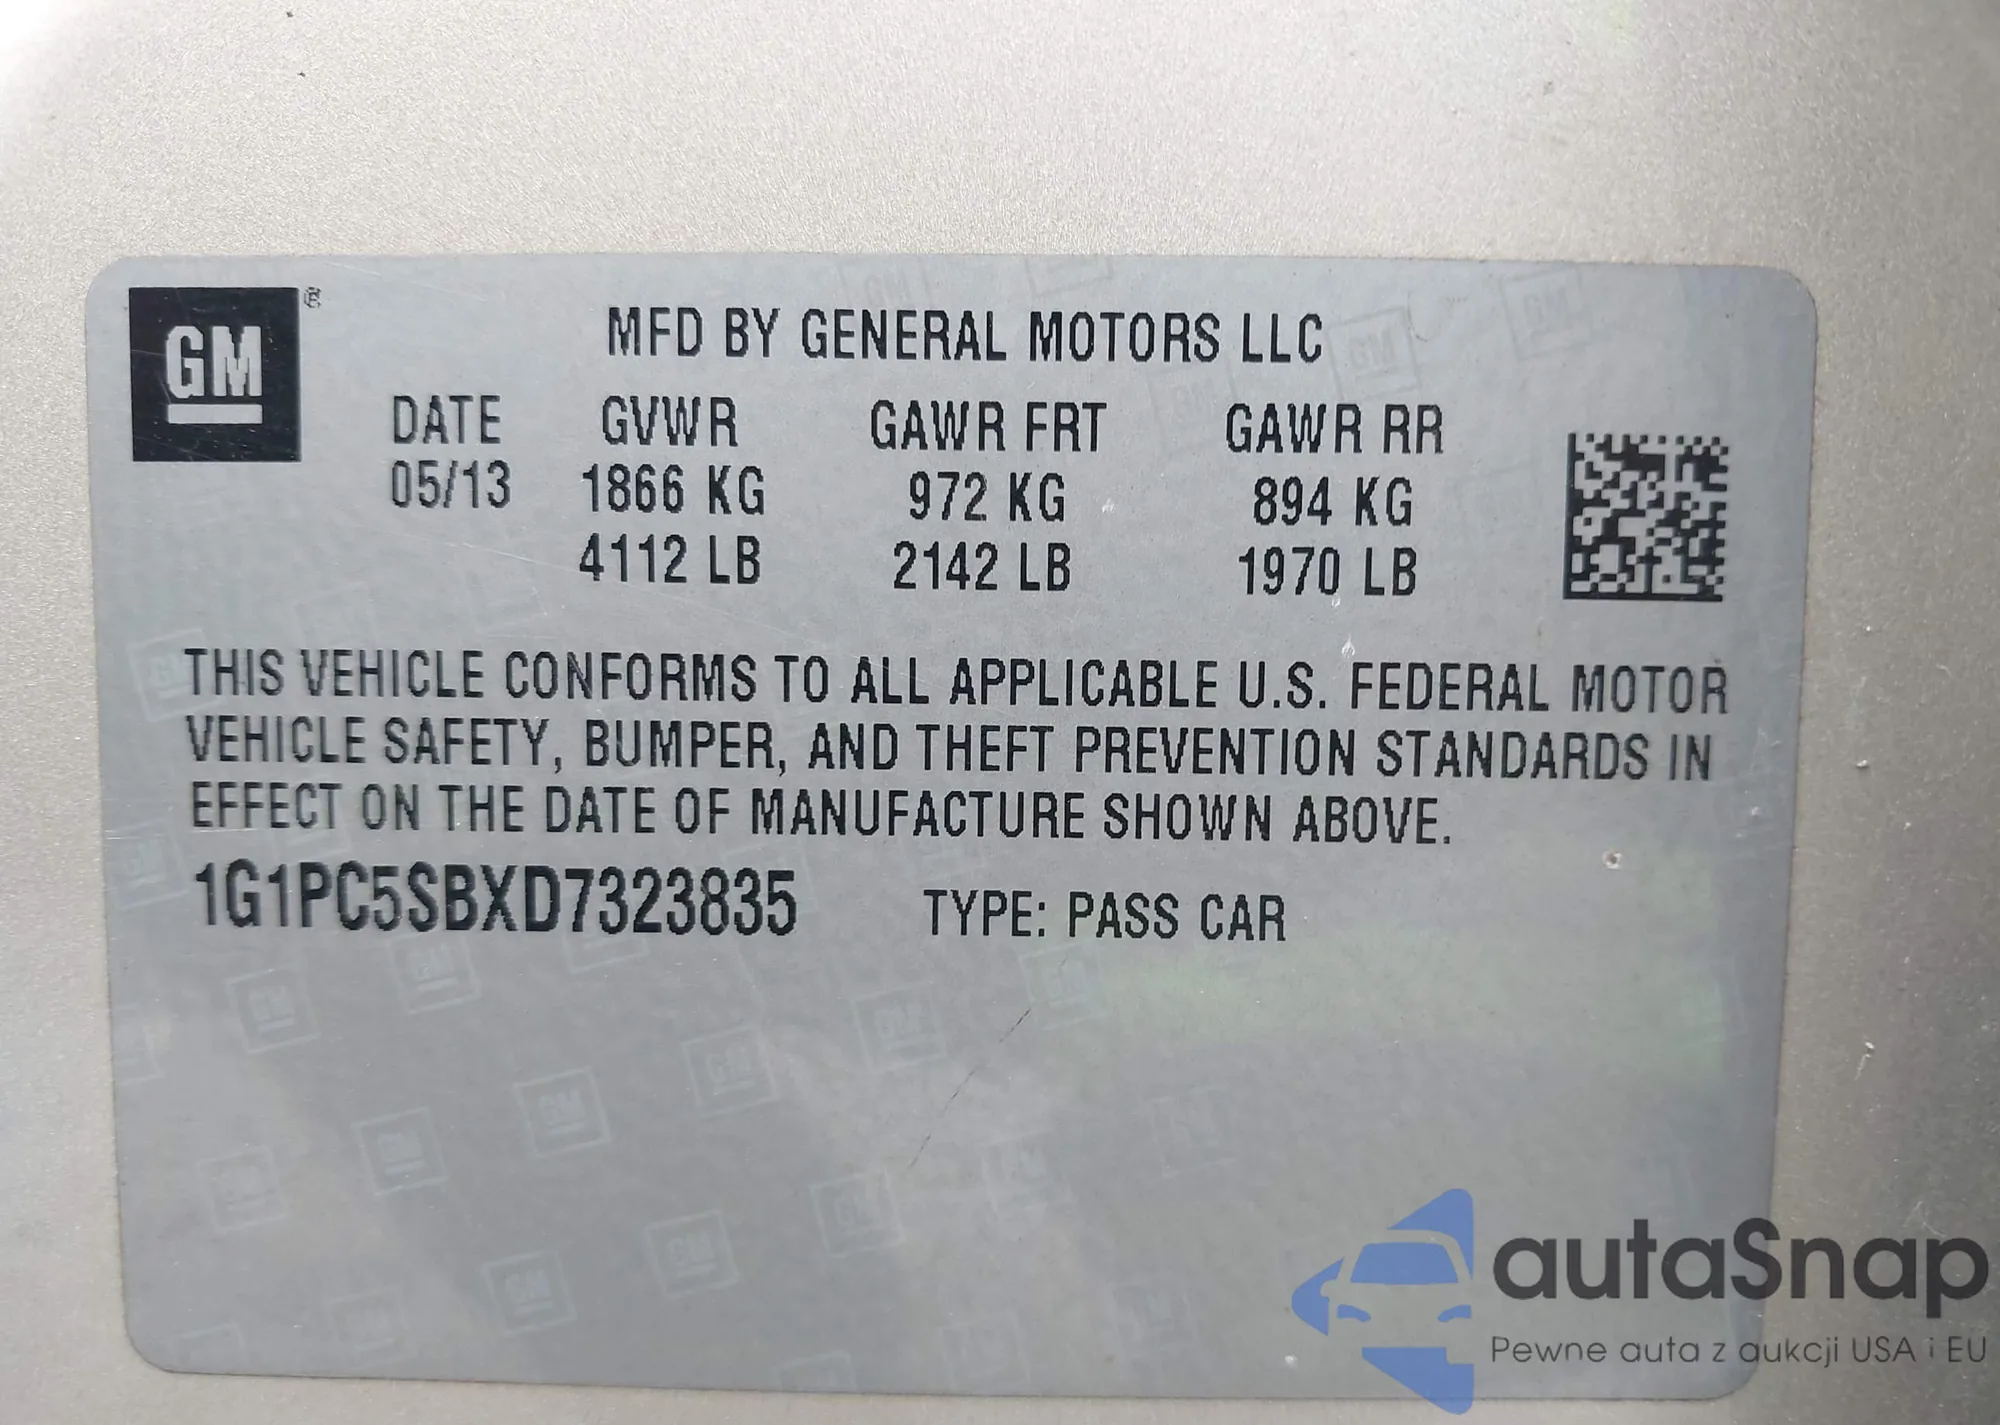 GM ®
MFD BY GENERAL MOTORS LLC
DATE GVWR GAWR FRT GAWR RR
05/13 1866 KG 972 KG 894 KG
4112 LB 2142 LB 1970 LB
THIS VEHICLE CONFORMS TO ALL APPLICABLE U.S. FEDERAL MOTOR
VEHICLE SAFETY, BUMPER, AND THEFT PREVENTION STANDARDS IN
EFFECT ON THE DATE OF MANUFACTURE SHOWN ABOVE.
1G1PC5SBXD7323835 TYPE: PASS CAR
autaSnap
Pewne auta z aukcji USA i EU